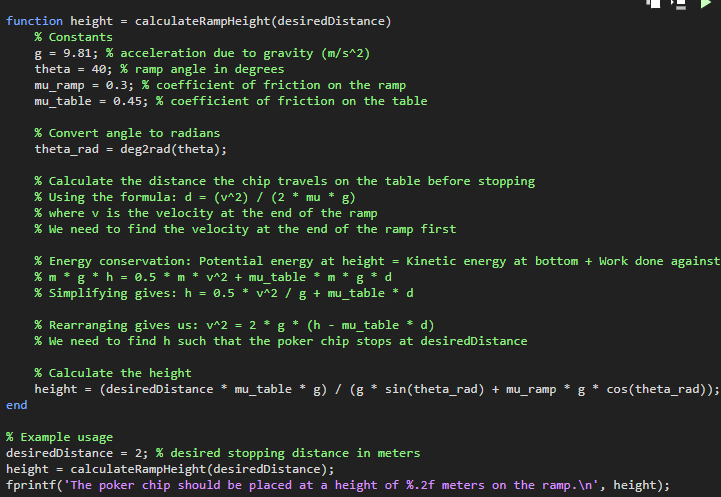 function height = calculateRampHeight(desiredDistance)
% Constants
g = 9.81; % acceleration due to gravity (m/s^2)
theta = 40; % ramp angle in degrees
mu_ramp = 0.3; % coefficient of friction on the ramp
mu_table = 0.45; % coefficient of friction on the table
% Convert angle to radians
theta_rad = deg2rad(theta);
% Calculate the distance the chip travels on the table before stopping
% Using the formula: d = (v^2) / (2 * mu * g)
% where v is the velocity at the end of the ramp
% We need to find the velocity at the end of the ramp first
% Energy conservation: Potential energy at height = Kinetic energy at bottom + Work done against
% m * g * h = 0.5 * m * v^2 + mu_table * m * g * d
% Simplifying gives: h = 0.5 * v^2 / g + mu_table * d
% Rearranging gives us: v^2 = 2 * g * (h - mu_table * d)
% We need to find h such that the poker chip stops at desiredDistance
% Calculate the height
height = (desiredDistance * mu_table * g) / (g * sin(theta_rad) + mu_ramp * g * cos(theta_rad));
end
% Example usage
desiredDistance = 2; % desired stopping distance in meters
height = calculateRampHeight(desiredDistance);
fprintf('The poker chip should be placed at a height of %.2f meters on the ramp.\n', height);